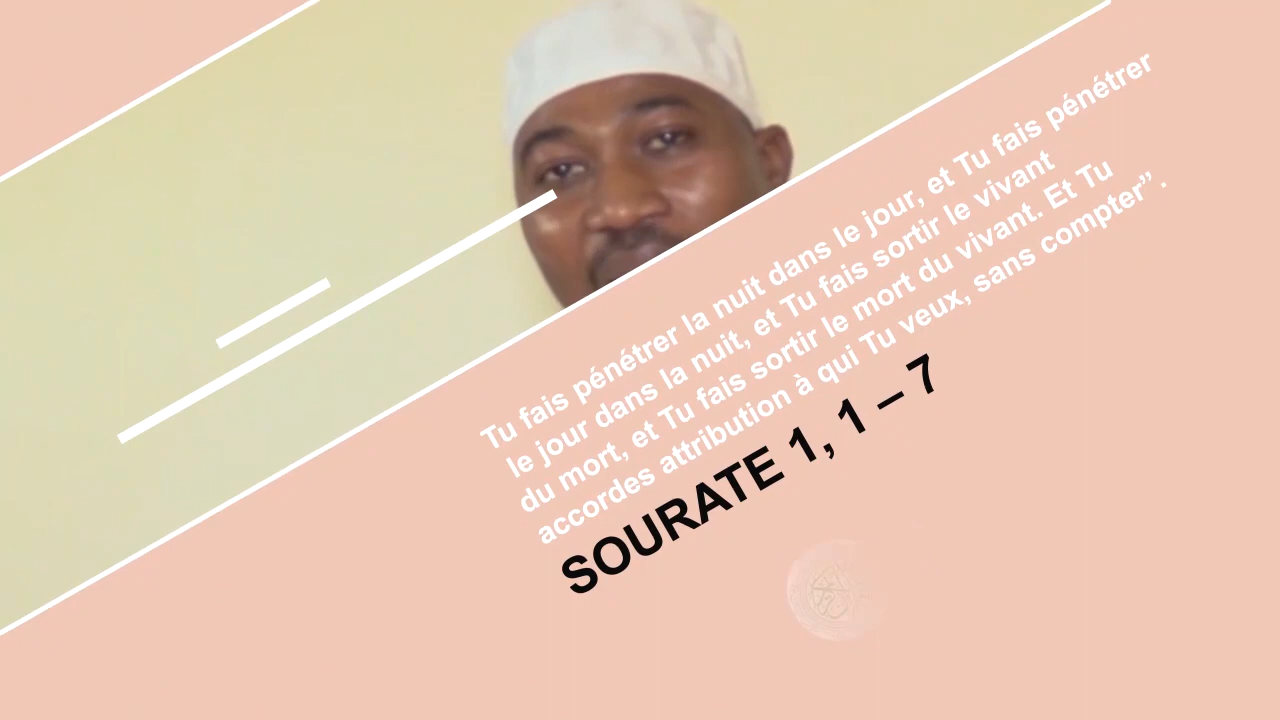 Tu fais pénétrer la nuit dans le jour, et Tu fais pénétrer
le jour dans la nuit, et Tu fais sortir le vivant
du mort, et Tu fais sortir le mort du vivant. Et Tu
accordes attribution à qui Tu veux, sans compter” .
SOURATE 1, 1 – 7